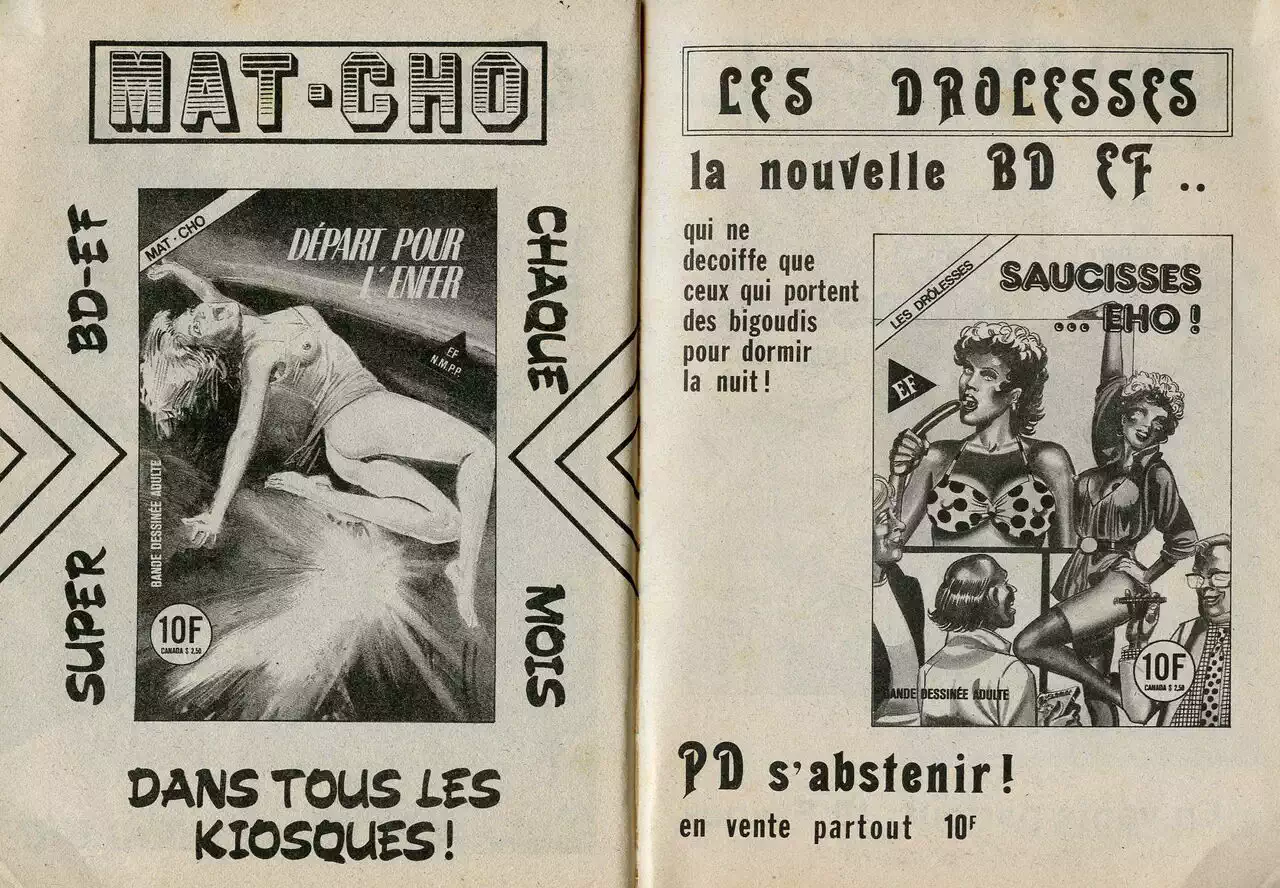 MAT-CHO
BD-EF
SUPER
MAT-CHO
DÉPART POUR
L'ENFER
EF
N.M.P.P.
BANDE DESSINÉE ADULTE
10F
CANADA $ 2.50
CHAQUE
MOIS
DANS TOUS LES
KIOSQUES!
LES DROLESSES
la nouvelle BD EF ..
qui ne
decoiffe que
ceux qui portent
des bigoudis
pour dormir
la nuit!
LES DRÔLESSES
SAUCISSES
... EHO !
EF
BANDE DESSINÉE ADULTE
10F
CANADA $ 2.50
PD s'abstenir!
en vente partout 10F